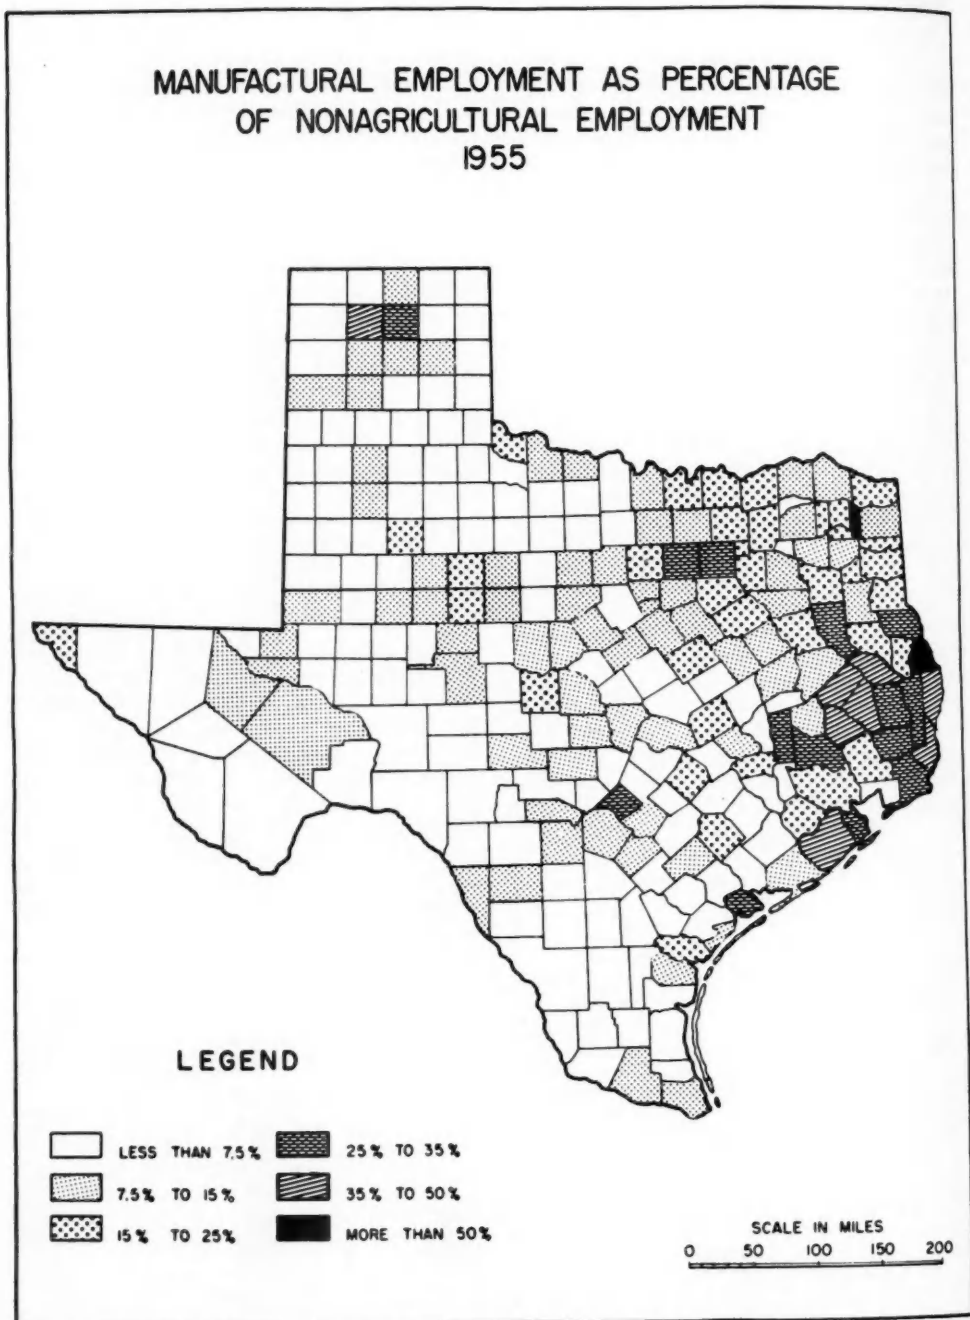 MANUFACTURAL EMPLOYMENT AS PERCENTAGE
OF NONAGRICULTURAL EMPLOYMENT
1955
LEGEND
LESS THAN 7.5%
7.5% TO 15%
15% TO 25%
25% TO 35%
35% TO 50%
MORE THAN 50%
SCALE IN MILES
0 50 100 150 200